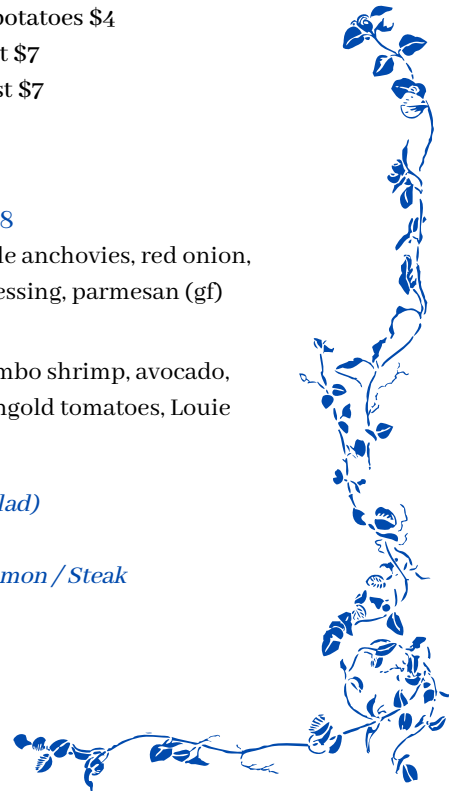 potatoes $4
t $7
st $7
8
le anchovies, red onion,
essing, parmesan (gf)
mbo shrimp, avocado,
ngold tomatoes, Louie
lad)
mon / Steak